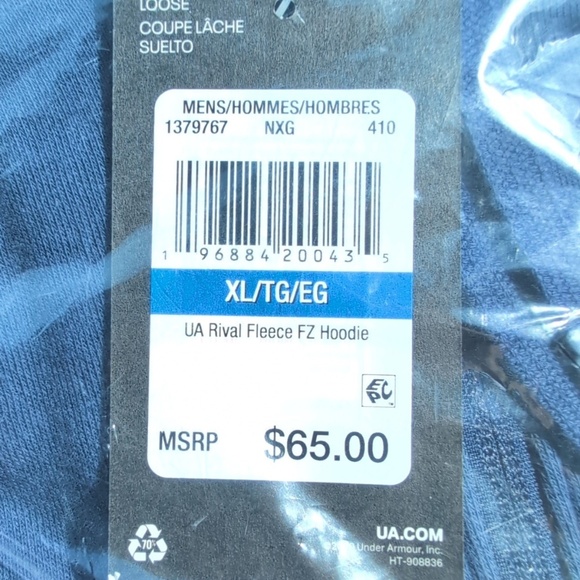 LOOSE
COUPE LÂCHE
SUELTO
MENS/HOMMES/HOMBRES
1379767 NXG 410
1 96884 20043 5
XL/TG/EG
UA Rival Fleece FZ Hoodie
EPC
MSRP $65.00
70%
UA.COM
Under Armour, Inc.
HT-908836